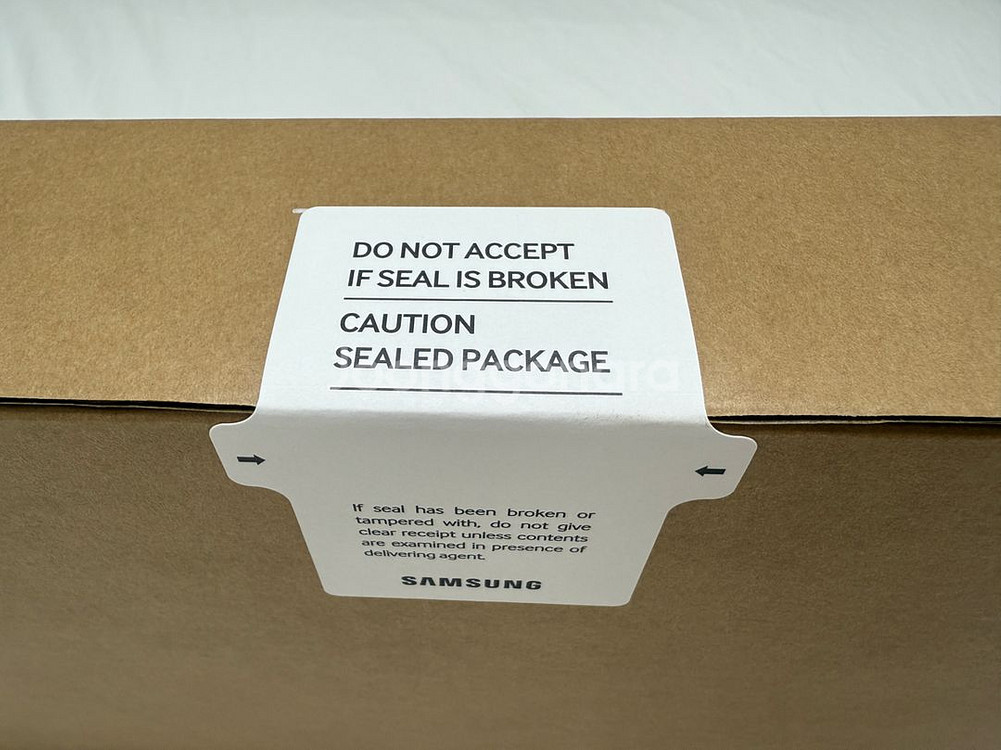 DO NOT ACCEPT
IF SEAL IS BROKEN
CAUTION
SEALED PACKAGE
If seal has been broken or
tampered with, do not give
clear receipt unless contents
are examined in presence of
delivering agent.
SAMSUNG